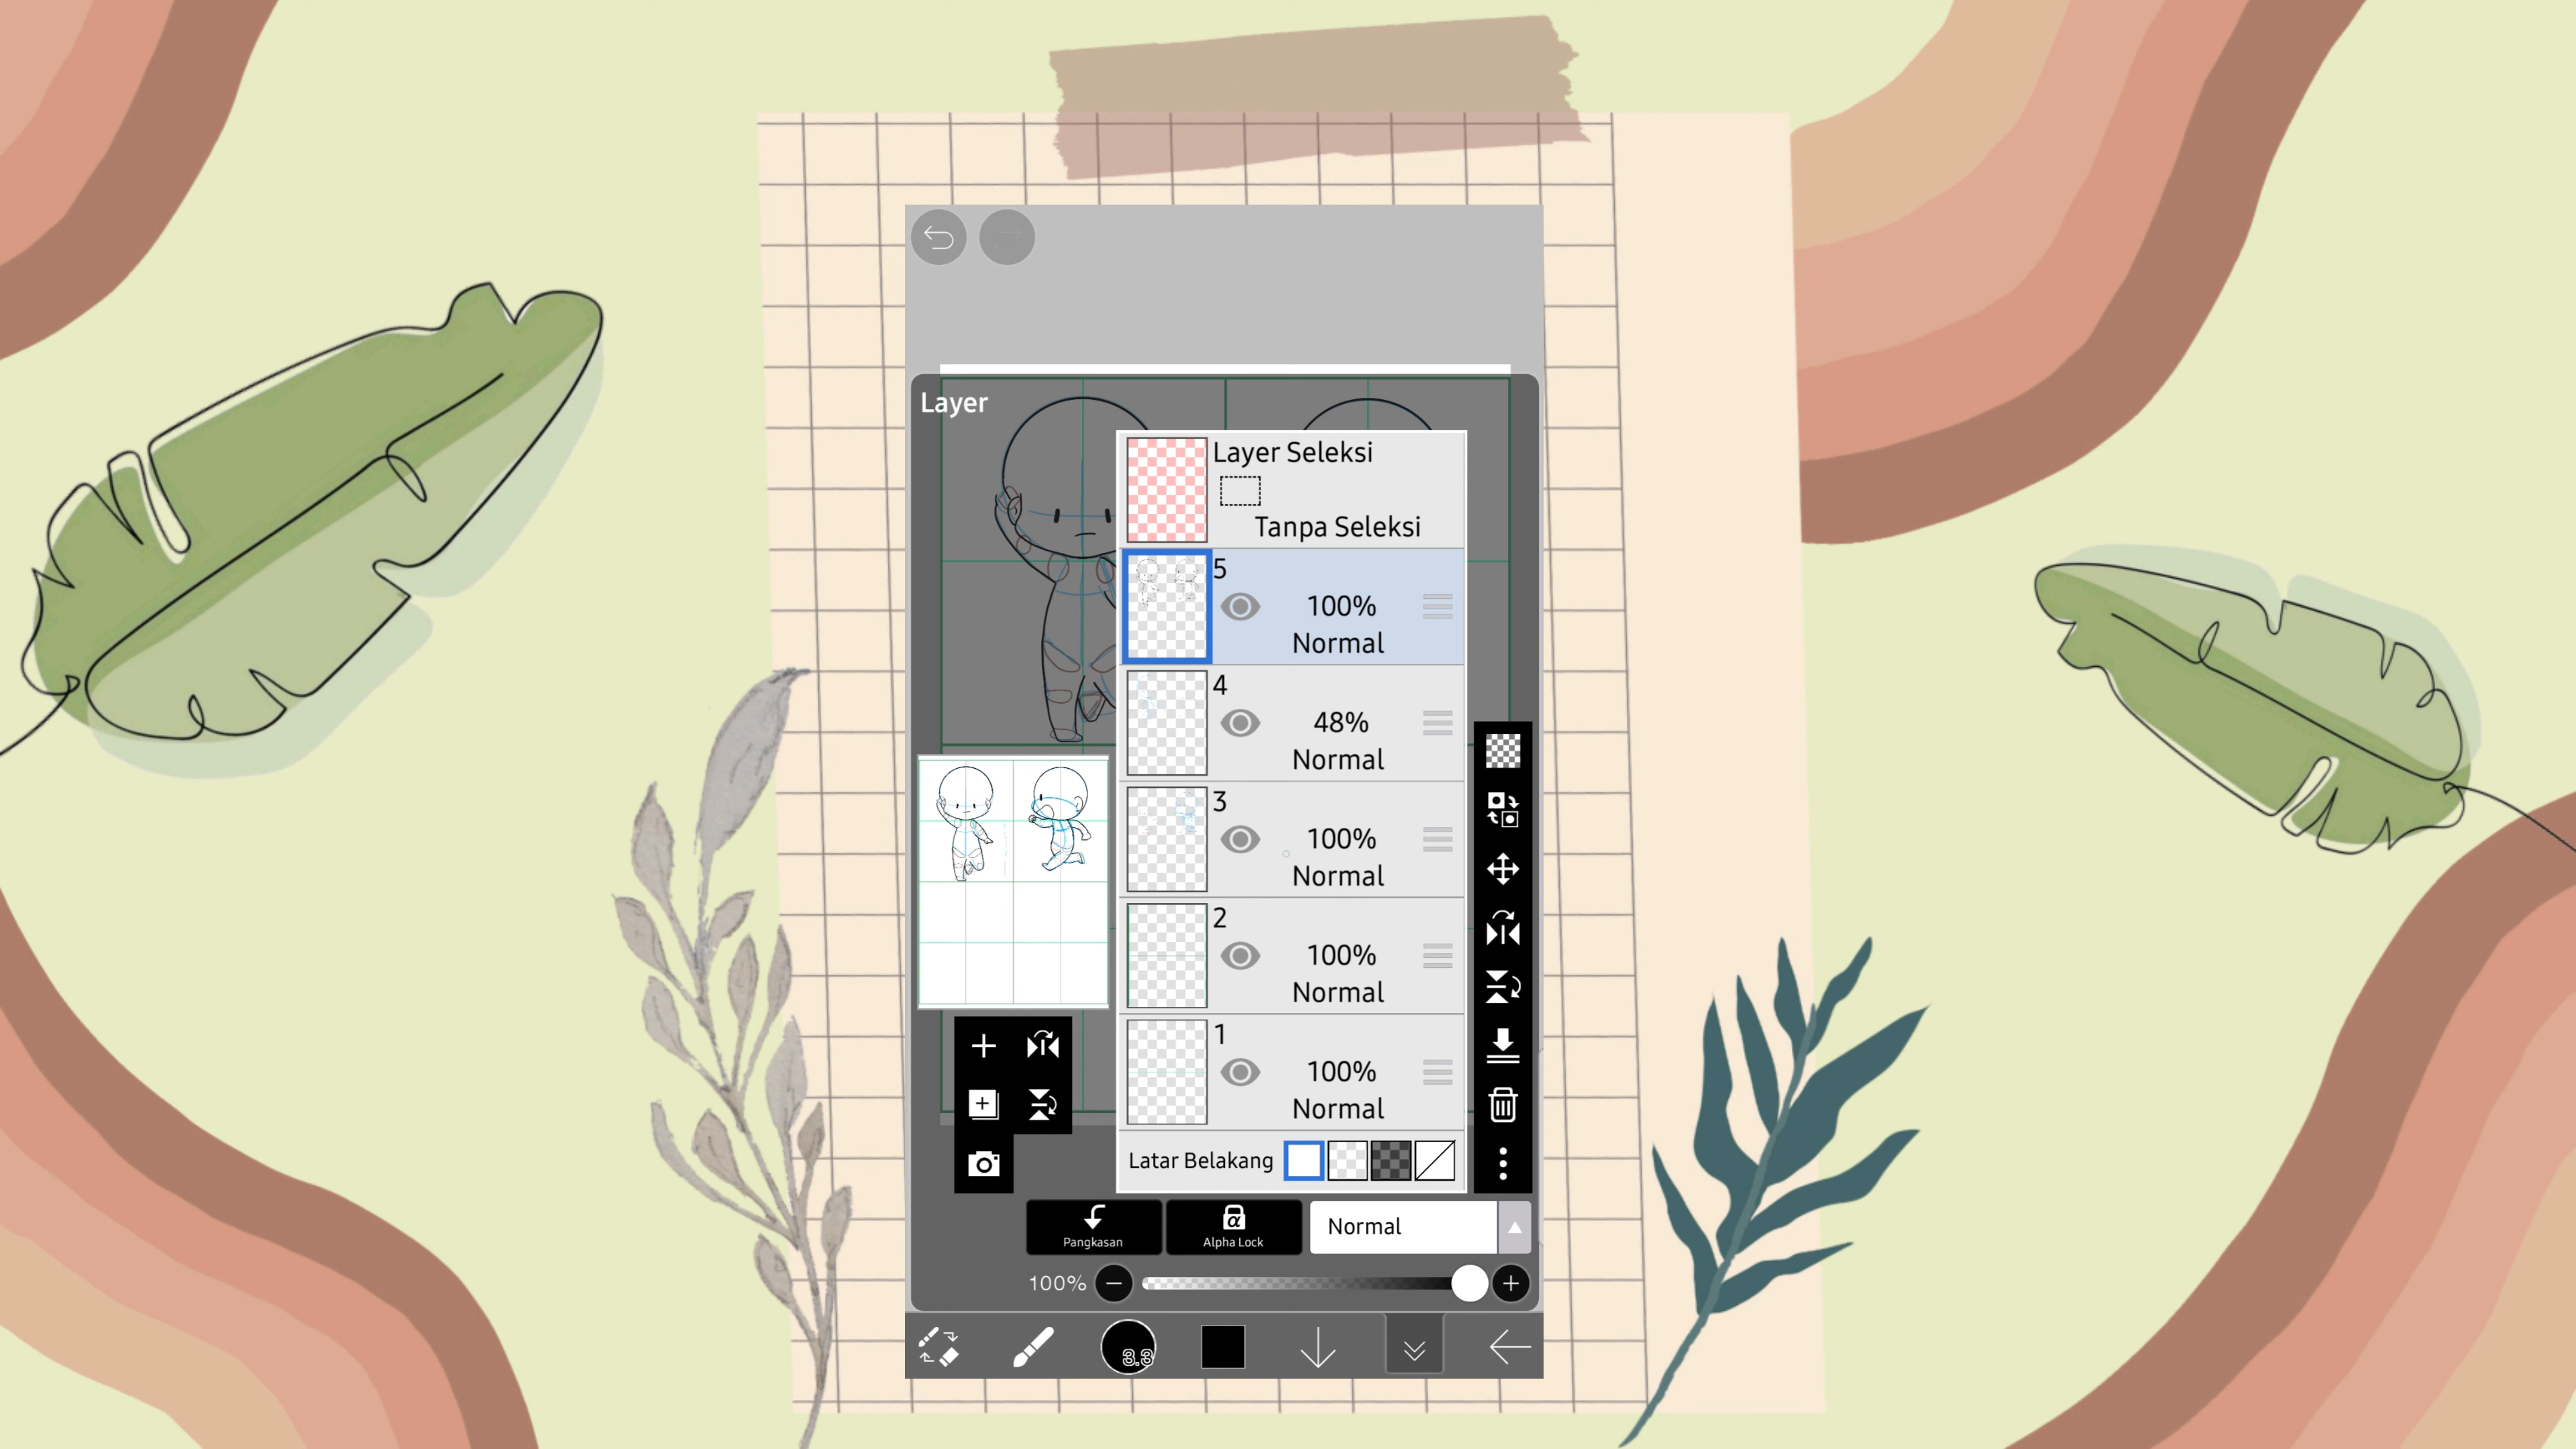 Layer
Layer Seleksi
Tanpa Seleksi
5
100%
Normal
4
48%
Normal
3
100%
Normal
2
100%
Normal
1
100%
Normal
Latar Belakang
Pangkasan
α
Alpha Lock
Normal
100%
3.3